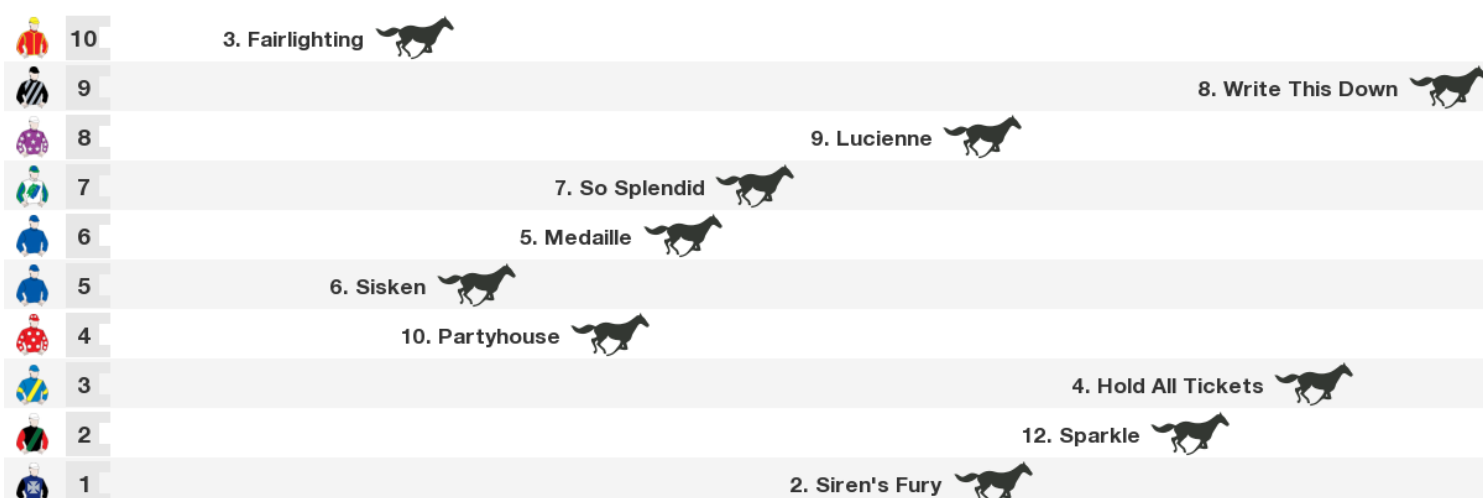 10 3. Fairlighting
9 8. Write This Down
8 9. Lucienne
7 7. So Splendid
6 5. Medaille
5 6. Sisken
4 10. Partyhouse
3 4. Hold All Tickets
2 12. Sparkle
1 2. Siren's Fury